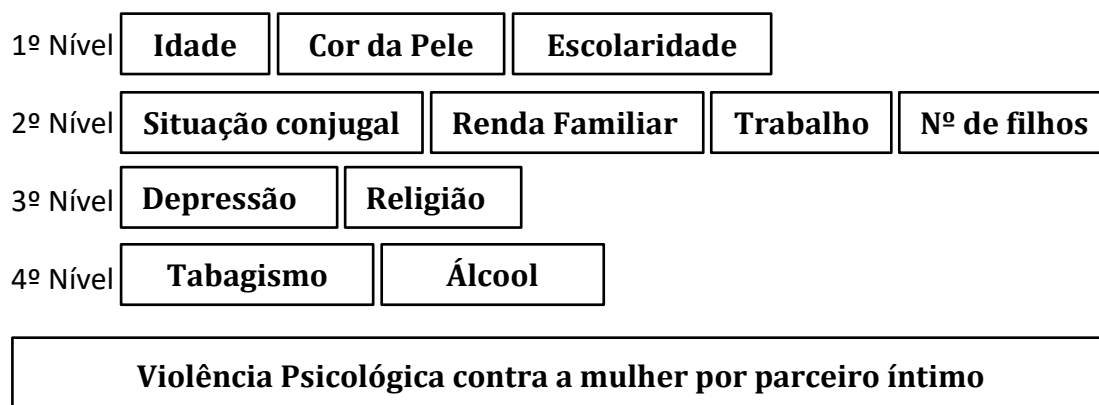 1º Nível Idade Cor da Pele Escolaridade
2º Nível Situação conjugal Renda Familiar Trabalho Nº de filhos
3º Nível Depressão Religião
4º Nível Tabagismo Álcool
Violência Psicológica contra a mulher por parceiro íntimo